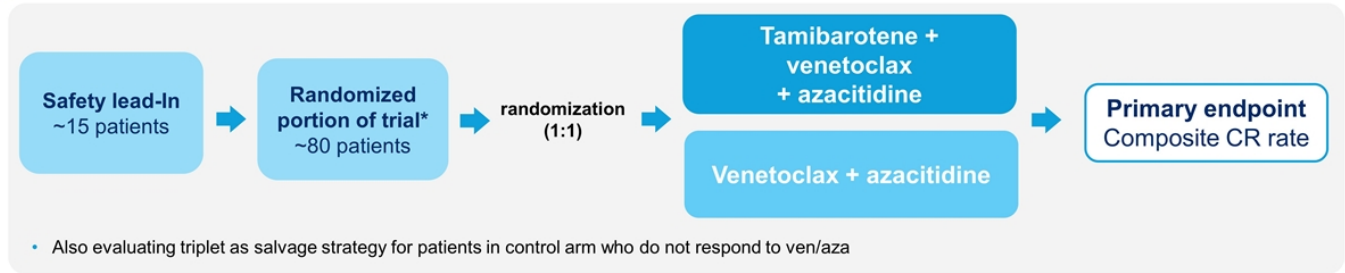 Safety lead-In
~15 patients
Randomized
portion of trial*
~80 patients
randomization
(1:1)
Tamibarotene +
venetoclax
+ azacitidine
Venetoclax + azacitidine
Primary endpoint
Composite CR rate
• Also evaluating triplet as salvage strategy for patients in control arm who do not respond to ven/aza